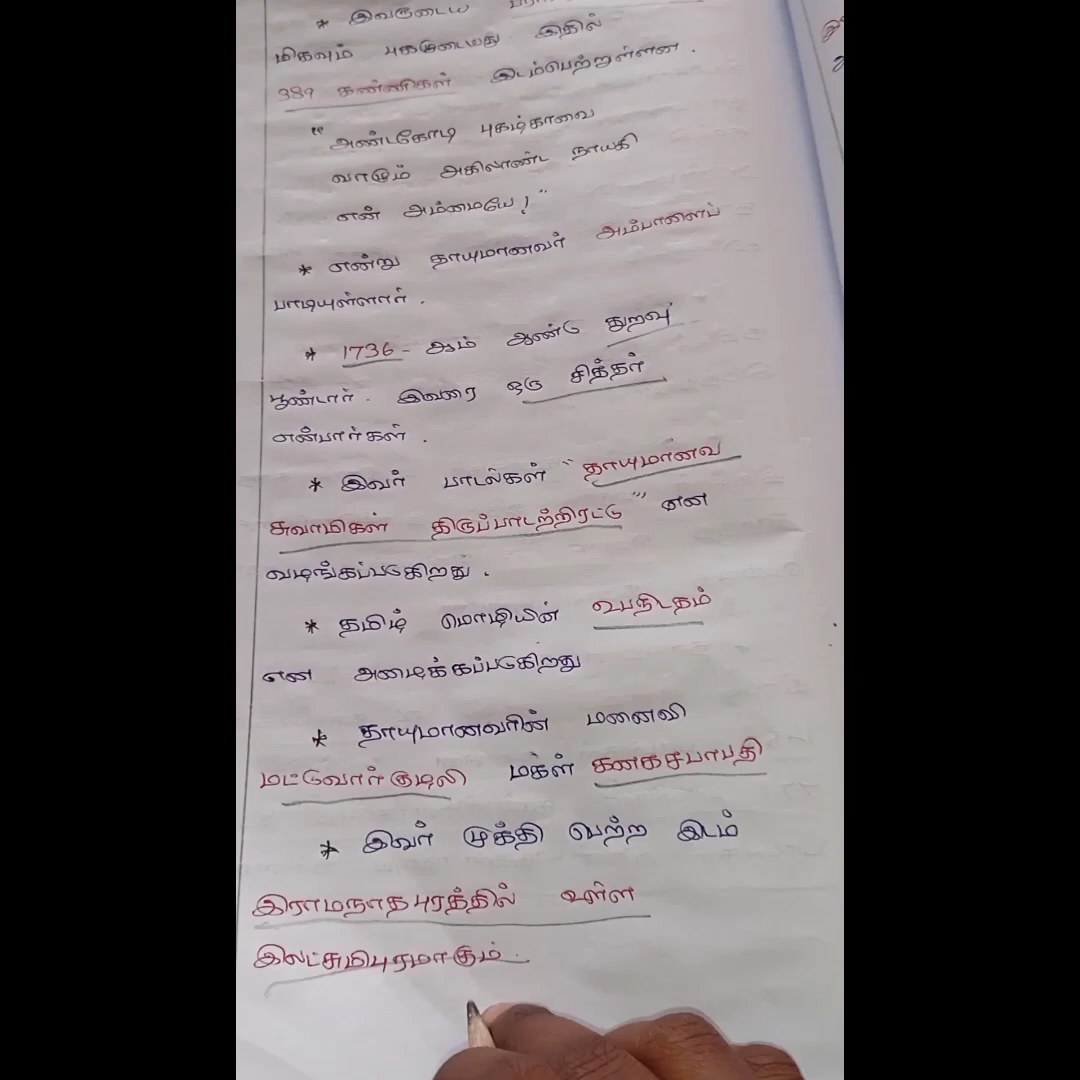 * இவருடைய
மிகவும் புகழுடையது இதில்
389 கண்ணிகள் இடம்பெற்றுள்ளன.
"அண்டகோடி புகழ்காவை
வாழும் அகிலாண்ட நாயகி
என் அம்மையே!"
* என்று தாயுமானவர் அம்பாளைப்
பாடியுள்ளார்.
* 1736 - ஆம் ஆண்டு துறவு
பூண்டார். இவரை ஒரு சித்தர்
என்பார்கள்.
* இவர் பாடல்கள் "தாயுமானவ
சுவாமிகள் திருப்பாடற்றிரட்டு" என
வழங்கப்படுகிறது.
* தமிழ் மொழியின் உபநிடதம்
என அழைக்கப்படுகிறது
* தாயுமானவரின் மனைவி
மட்டுவார்குழலி மகள் கனகசபாபதி
* இவர் முக்தி பெற்ற இடம்
இராமநாதபுரத்தில் உள்ள
இலட்சுமிபுரமாகும்.